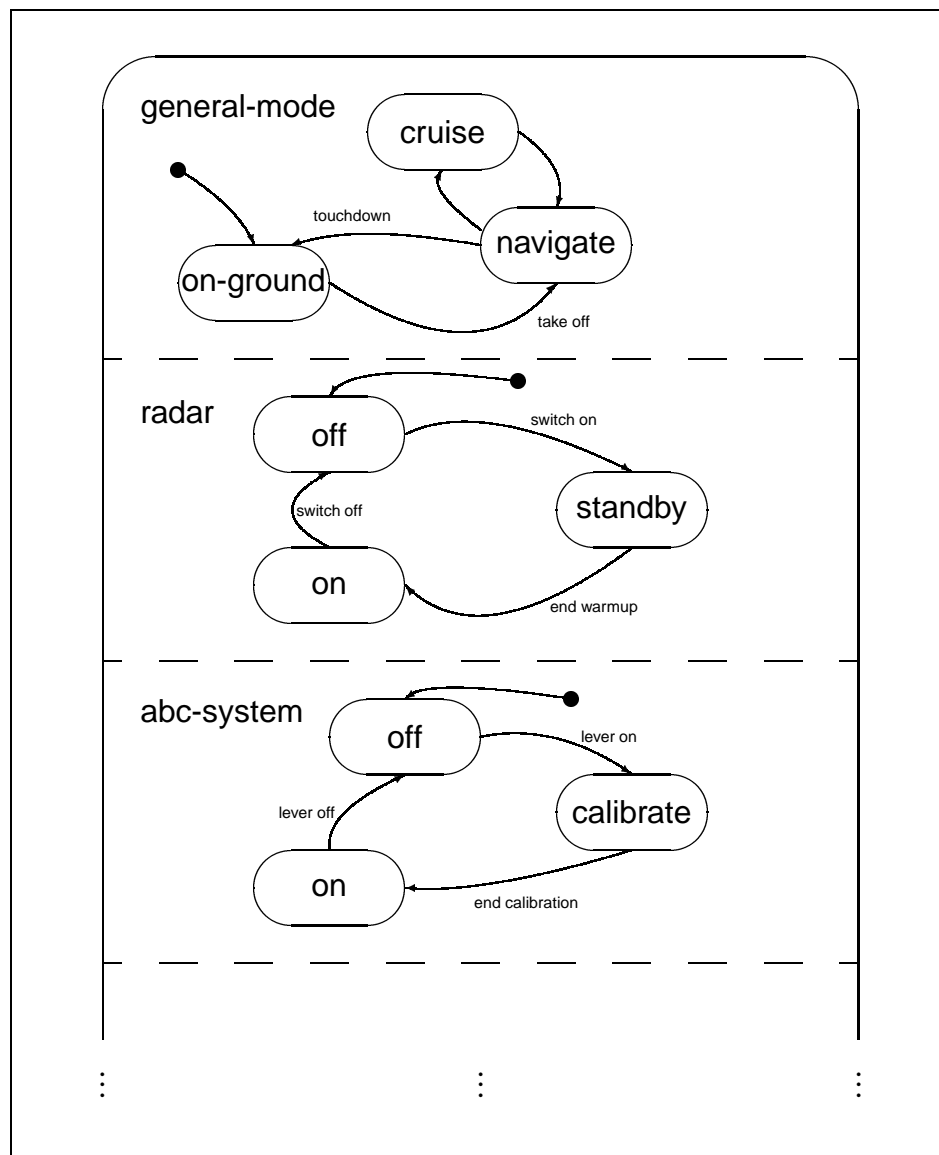 general-mode
cruise
touchdown
navigate
on-ground
take off
radar
off
switch on
switch off
standby
on
end warmup
abc-system
off
lever on
lever off
calibrate
on
end calibration